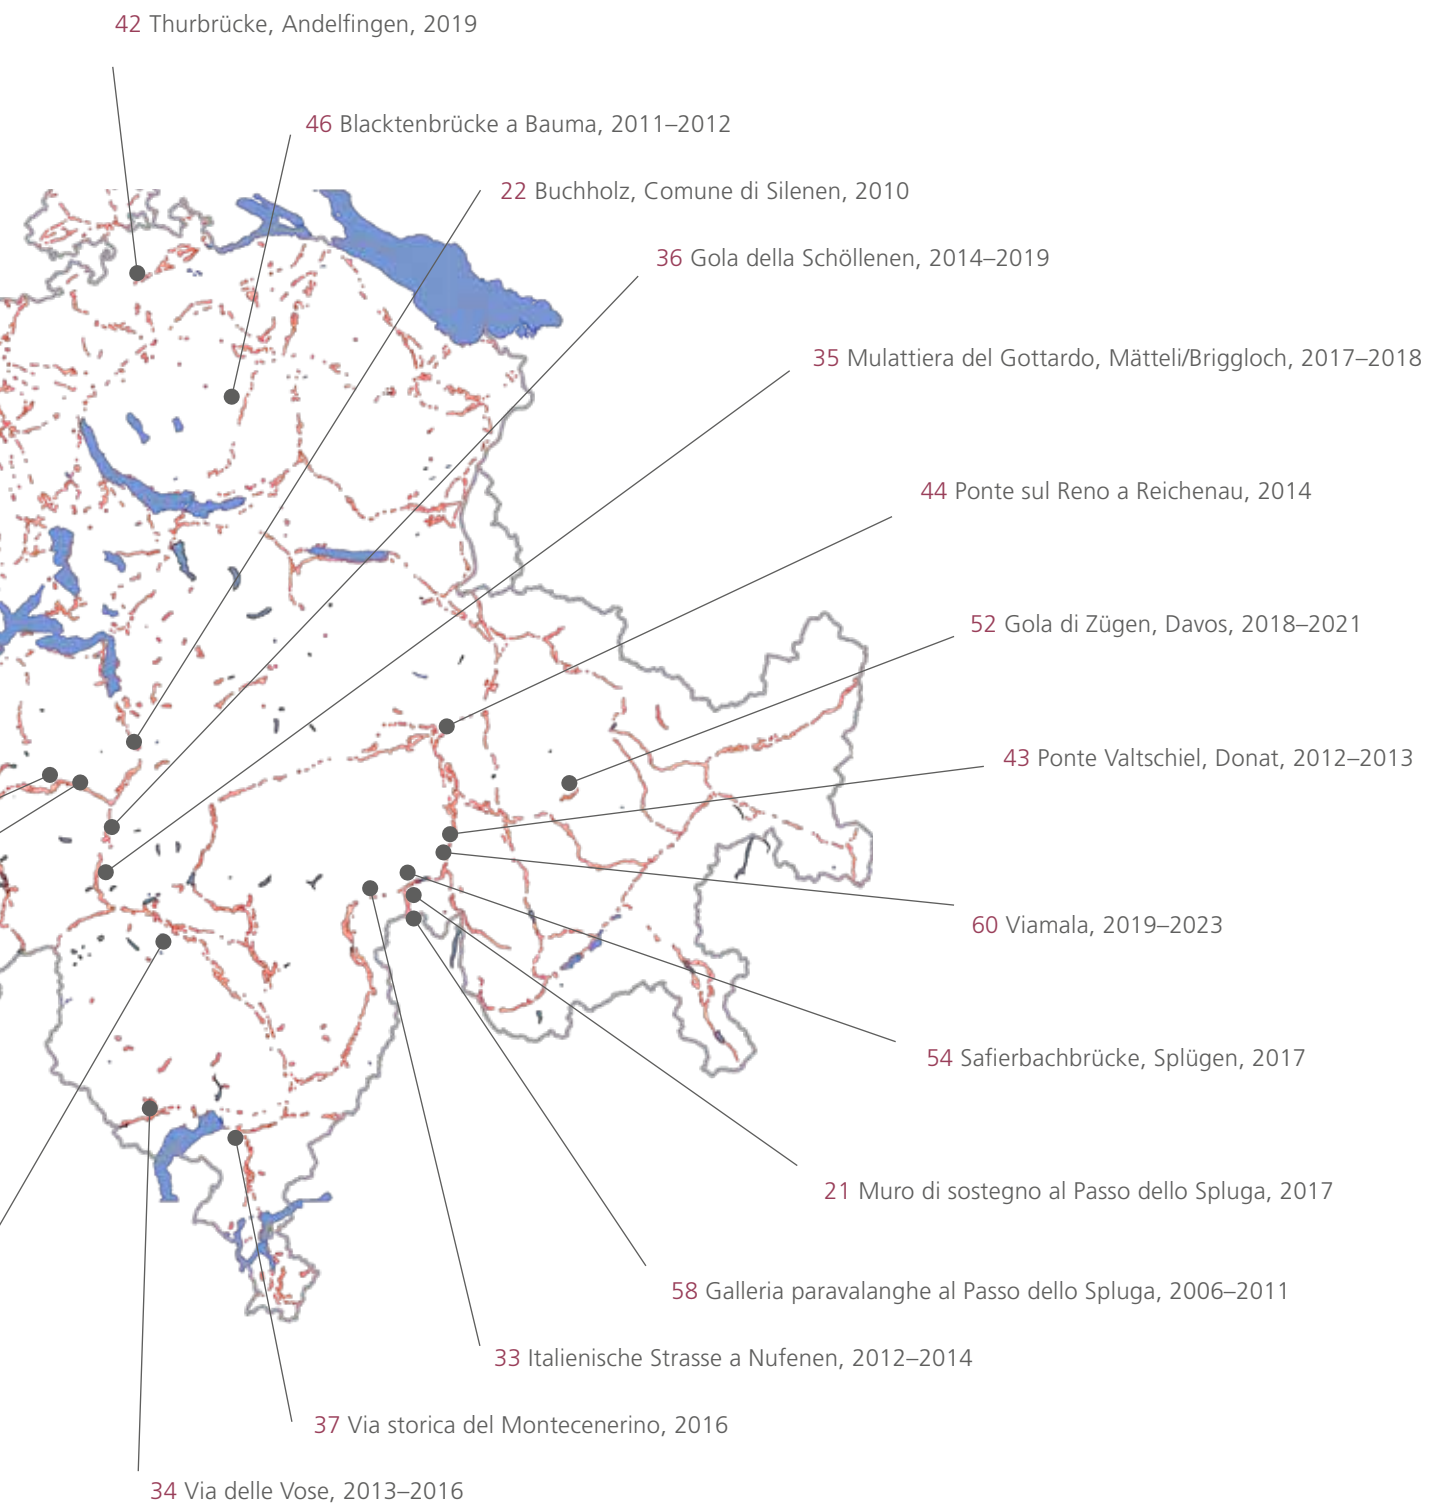 42 Thurbrücke, Andelfingen, 2019
46 Blacktenbrücke a Bauma, 2011–2012
22 Buchholz, Comune di Silenen, 2010
36 Gola della Schöllenen, 2014–2019
35 Mulattiera del Gottardo, Mätteli/Briggloch, 2017–2018
44 Ponte sul Reno a Reichenau, 2014
52 Gola di Zügen, Davos, 2018–2021
43 Ponte Valtschiel, Donat, 2012–2013
60 Viamala, 2019–2023
54 Safierbachbrücke, Splügen, 2017
21 Muro di sostegno al Passo dello Spluga, 2017
58 Galleria paravalanghe al Passo dello Spluga, 2006–2011
33 Italienische Strasse a Nufenen, 2012–2014
37 Via storica del Montecenerino, 2016
34 Via delle Vose, 2013–2016